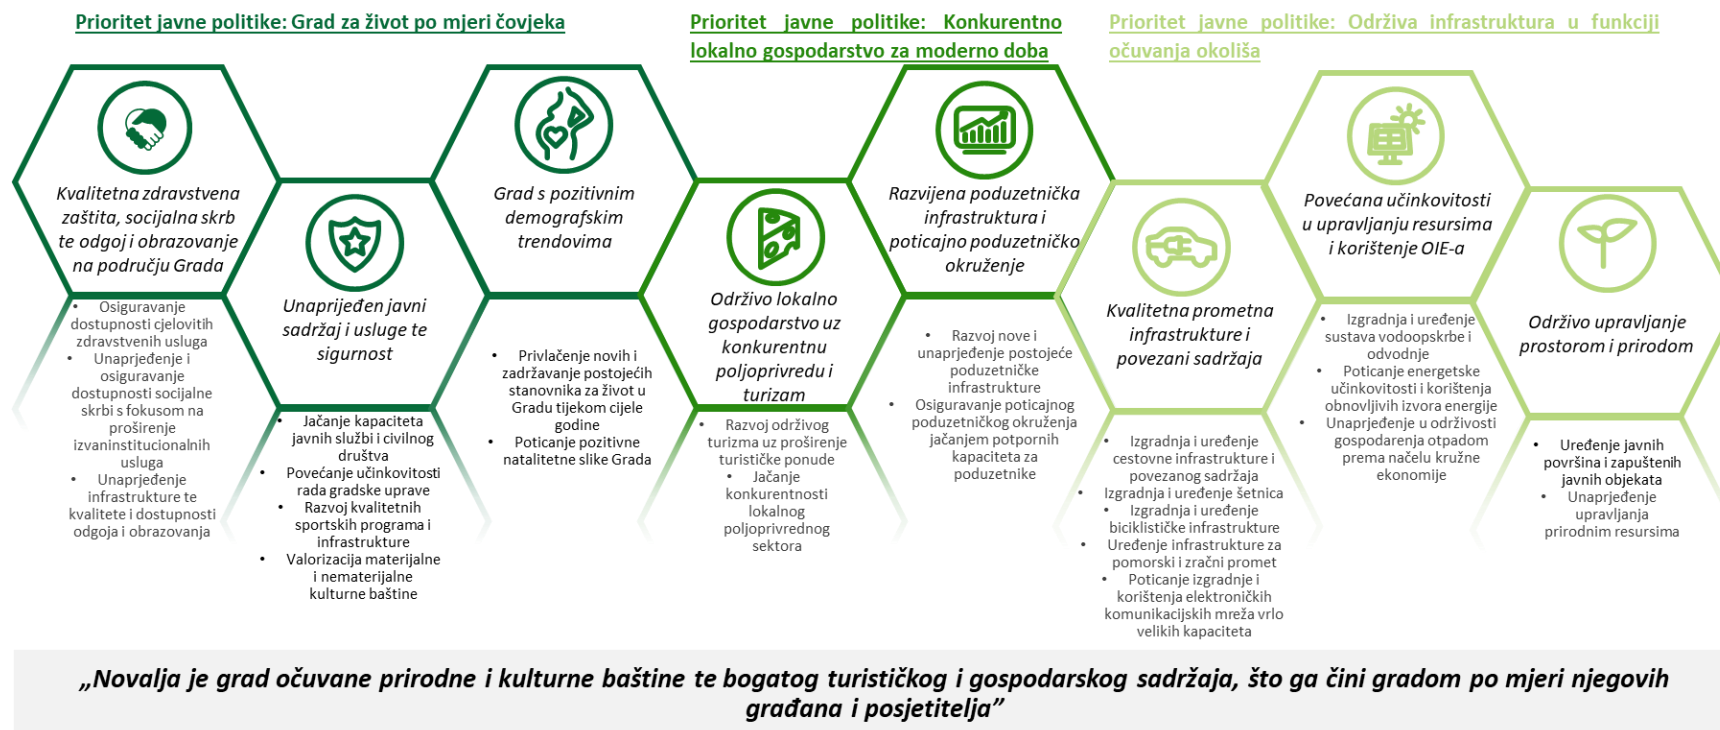 Prioritet javne politike: Grad za život po mjeri čovjeka
Prioritet javne politike: Konkurentno
lokalno gospodarstvo za moderno doba
Prioritet javne politike: Održiva infrastruktura u funkciji
očuvanja okoliša
Kvalitetna zdravstvena
zaštita, socijalna skrb
te odgoj i obrazovanje
na području Grada
• Osiguravanje
dostupnosti cjelovitih
zdravstvenih usluga
• Unaprjeđenje i
osiguravanje
dostupnosti socijalne
skrbi s fokusom na
proširenje
izvaninstitucionalnih
usluga
• Unaprjeđenje
infrastrukture te
kvalitete i dostupnosti
odgoja i obrazovanja
Unaprijeđen javni
sadržaj i usluge te
sigurnost
• Jačanje kapaciteta
javnih službi i civilnog
društva
• Povećanje učinkovitosti
rada gradske uprave
• Razvoj kvalitetnih
sportskih programa i
infrastrukture
• Valorizacija materijalne
i nematerijalne
kulturne baštine
Grad s pozitivnim
demografskim
trendovima
• Privlačenje novih i
zadržavanje postojećih
stanovnika za život u
Gradu tijekom cijele
godine
• Poticanje pozitivne
natalitetne slike Grada
Održivo lokalno
gospodarstvo uz
konkurentnu
poljoprivredu i
turizam
• Razvoj održivog
turizma uz proširenje
turističke ponude
• Jačanje
konkurentnosti
lokalnog
poljoprivrednog
sektora
Razvijena poduzetnička
infrastruktura i
poticajno poduzetničko
okruženje
• Razvoj nove i
unaprjeđenje postojeće
poduzetničke
infrastrukture
• Osiguravanje poticajnog
poduzetničkog okruženja
jačanjem potpornih
kapaciteta za
poduzetnike
Kvalitetna prometna
infrastrukture i
povezani sadržaja
• Izgradnja i uređenje
cestovne infrastrukture i
povezanog sadržaja
• Izgradnja i uređenje šetnica
• Izgradnja i uređenje
biciklističke infrastrukture
• Uređenje infrastrukture za
pomorski i zračni promet
• Poticanje izgradnje i
korištenja elektroničkih
komunikacijskih mreža vrlo
velikih kapaciteta
Povećana učinkovitosti
u upravljanju resursima
i korištenje OIE-a
• Izgradnja i uređenje
sustava vodoopskrbe i
odvodnje
• Poticanje energetske
učinkovitosti i korištenja
obnovljivih izvora energije
• Unaprjeđenje u održivosti
gospodarenja otpadom
prema načelu kružne
ekonomije
Održivo upravljanje
prostorom i prirodom
• Uređenje javnih
površina i zapuštenih
javnih objekata
• Unaprjeđenje
upravljanja
prirodnim resursima
„Novalja je grad očuvane prirodne i kulturne baštine te bogatog turističkog i gospodarskog sadržaja, što ga čini gradom po mjeri njegovih
građana i posjetitelja”